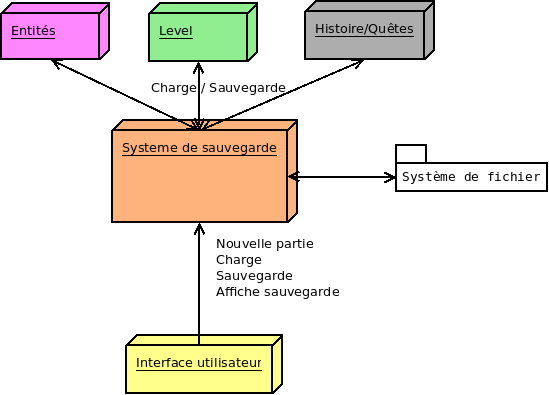 Entités
Level
Histoire/Quêtes
Charge / Sauvegarde
Systeme de sauvegarde
Système de fichier
Nouvelle partie
Charge
Sauvegarde
Affiche sauvegarde
Interface utilisateur